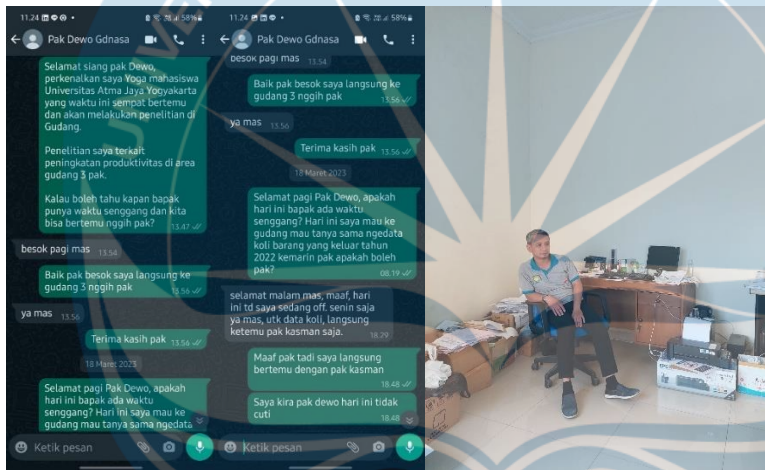 11.24
58%
Pak Dewo Gdnasa
Selamat siang pak Dewo,
perkenalkan saya Yoga mahasiswa
Universitas Atma Jaya Yogyakarta
yang waktu ini sempat bertemu
dan akan melakukan penelitian di
Gudang.
Penelitian saya terkait
peningkatan produktivitas di area
gudang 3 pak.
Kalau boleh tahu kapan bapak
punya waktu senggang dan kita
bisa bertemu nggih pak?
13.47
besok pagi mas 13.54
Baik pak besok saya langsung ke
gudang 3 nggih pak
13.56
ya mas 13.56
Terima kasih pak 13.56
18 Maret 2023
Selamat pagi Pak Dewo, apakah
hari ini bapak ada waktu
senggang? Hari ini saya mau ke
gudang mau tanya sama ngedata
Ketik pesan
11.24
58%
Pak Dewo Gdnasa
besok pagi mas 13.54
Baik pak besok saya langsung ke
gudang 3 nggih pak
13.56
ya mas 13.56
Terima kasih pak 13.56
18 Maret 2023
Selamat pagi Pak Dewo, apakah
hari ini bapak ada waktu
senggang? Hari ini saya mau ke
gudang mau tanya sama ngedata
koli barang yang keluar tahun
2022 kemarin pak apakah boleh
pak?
08.19
selamat malam mas, maaf, hari
ini td saya sedang off. senin saja
ya mas, utk data koli, langsung
ketemu pak kasman saja.
18.29
Maaf pak tadi saya langsung
bertemu dengan pak kasman
18.48
Saya kira pak dewo hari ini tidak
cuti
18.48
Ketik pesan